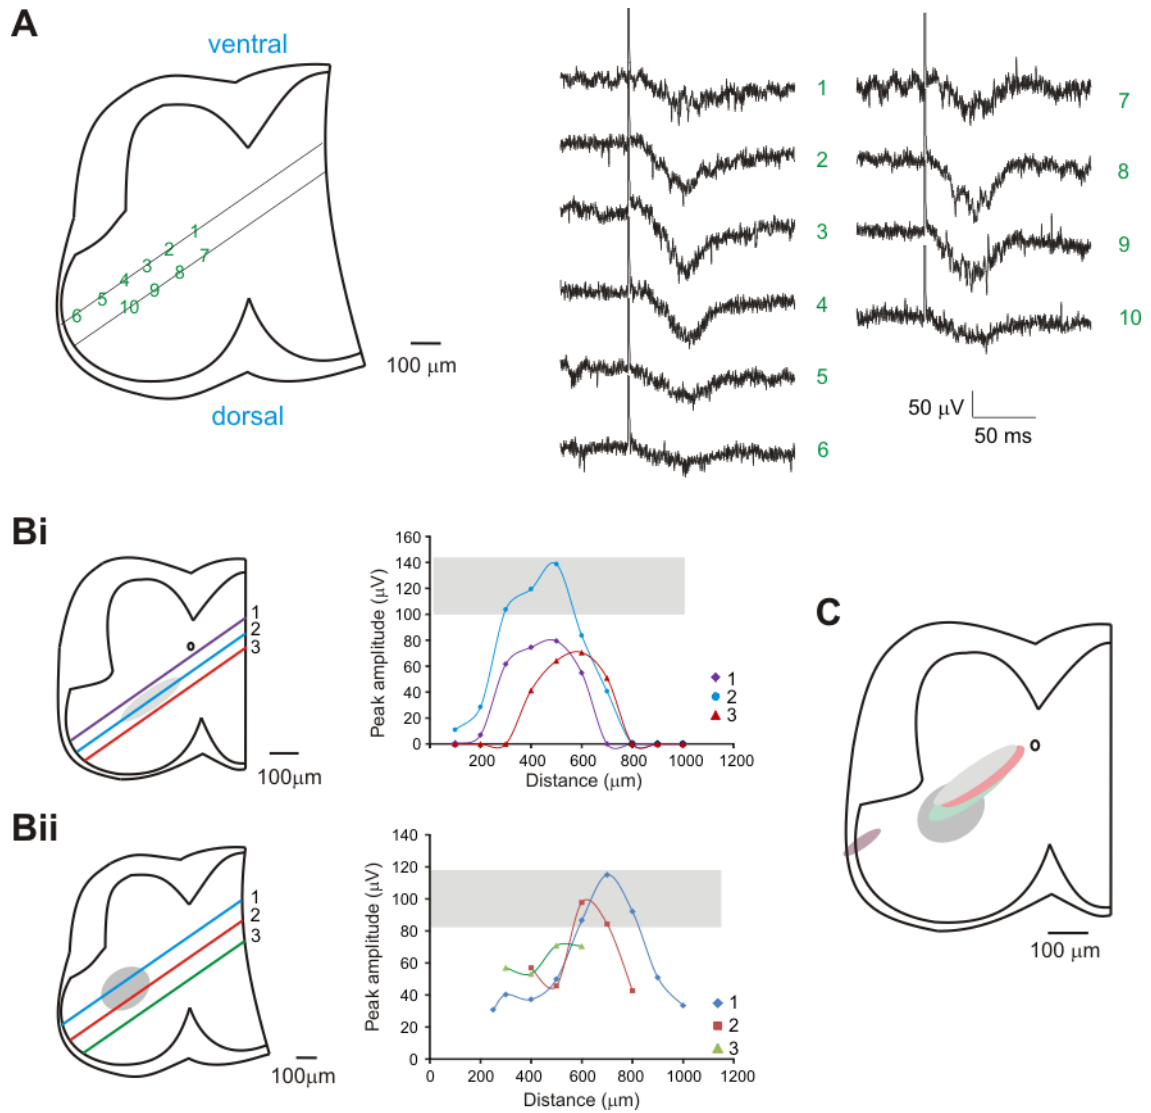 A
ventral
1
2
3
4
5
6
7
8
9
10
100 µm
dorsal
1
2
3
4
5
6
7
8
9
10
50 µV
50 ms
Bi
1
2
3
100µm
Peak amplitude (µV)
160
140
120
100
80
60
40
20
0
200 400 600 800 1000 1200
Distance (µm)
1
2
3
Bii
1
2
3
100µm
Peak amplitude (µV)
140
120
100
80
60
40
20
0
0 200 400 600 800 1000 1200
Distance (µm)
1
2
3
C
100 µm